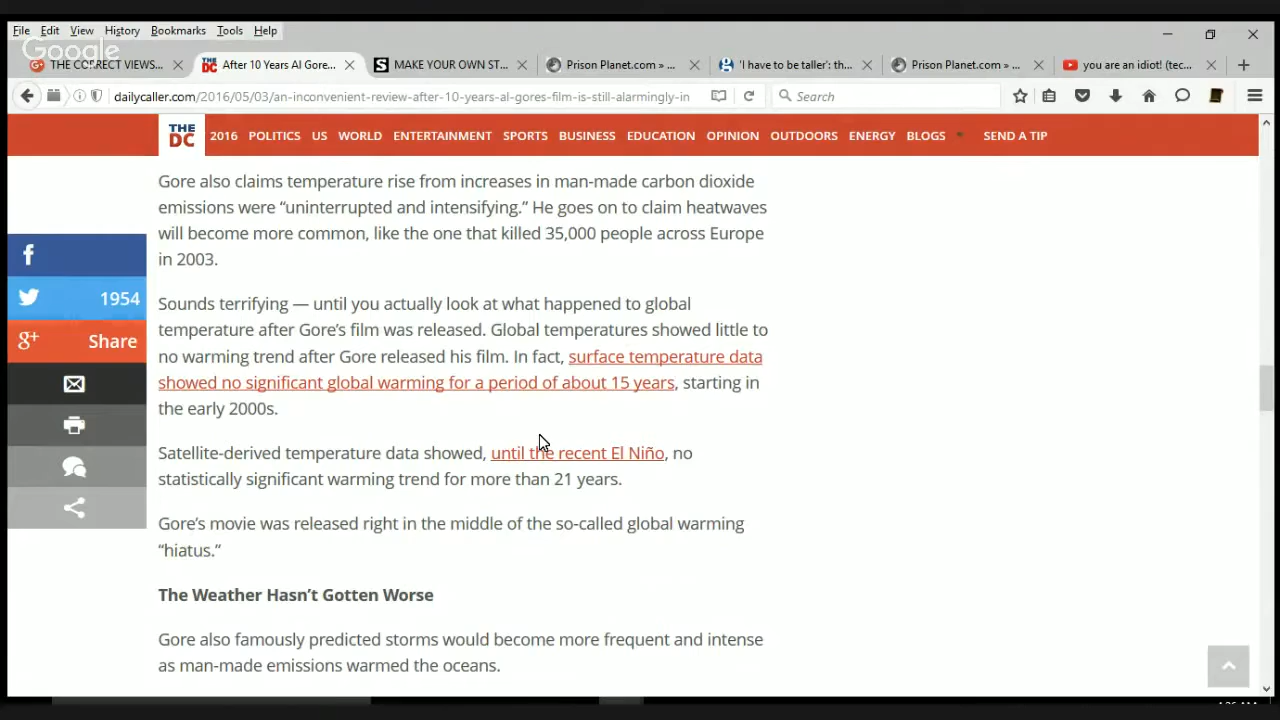 File Edit View History Bookmarks Tools Help
Google
THE CORRECT VIEWS... After 10 Years Al Gore... MAKE YOUR OWN ST... Prison Planet.com » ... 'I have to be taller': th... Prison Planet.com » ... you are an idiot! (tec...
dailycaller.com/2016/05/03/an-inconvenient-review-after-10-years-al-gores-film-is-still-alarmingly-in Search
THE DC 2016 POLITICS US WORLD ENTERTAINMENT SPORTS BUSINESS EDUCATION OPINION OUTDOORS ENERGY BLOGS SEND A TIP
Gore also claims temperature rise from increases in man-made carbon dioxide
emissions were “uninterrupted and intensifying.” He goes on to claim heatwaves
will become more common, like the one that killed 35,000 people across Europe
in 2003.
1954
Share
Sounds terrifying — until you actually look at what happened to global
temperature after Gore’s film was released. Global temperatures showed little to
no warming trend after Gore released his film. In fact, surface temperature data
showed no significant global warming for a period of about 15 years, starting in
the early 2000s.
Satellite-derived temperature data showed, until the recent El Niño, no
statistically significant warming trend for more than 21 years.
Gore’s movie was released right in the middle of the so-called global warming
“hiatus.”
The Weather Hasn’t Gotten Worse
Gore also famously predicted storms would become more frequent and intense
as man-made emissions warmed the oceans.